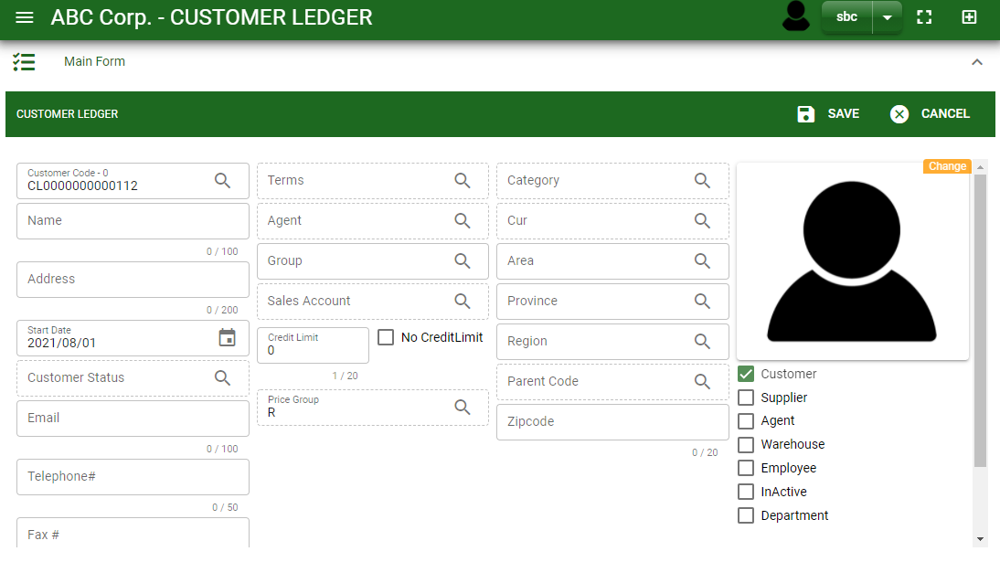 ABC Corp. - CUSTOMER LEDGER
sbc
Main Form
CUSTOMER LEDGER
SAVE
CANCEL
Customer Code - 0
CL0000000000112
Name
0 / 100
Address
0 / 200
Start Date
2021/08/01
Customer Status
Email
0 / 100
Telephone#
0 / 50
Fax #
Terms
Agent
Group
Sales Account
Credit Limit
0
No CreditLimit
1 / 20
Price Group
R
Category
Cur
Area
Province
Region
Parent Code
Zipcode
0 / 20
Change
Customer
Supplier
Agent
Warehouse
Employee
InActive
Department